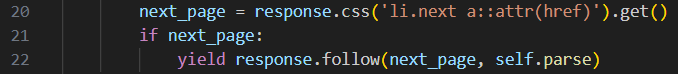 20 next_page = response.css('li.next a::attr(href)').get()
21 if next_page:
22 yield response.follow(next_page, self.parse)